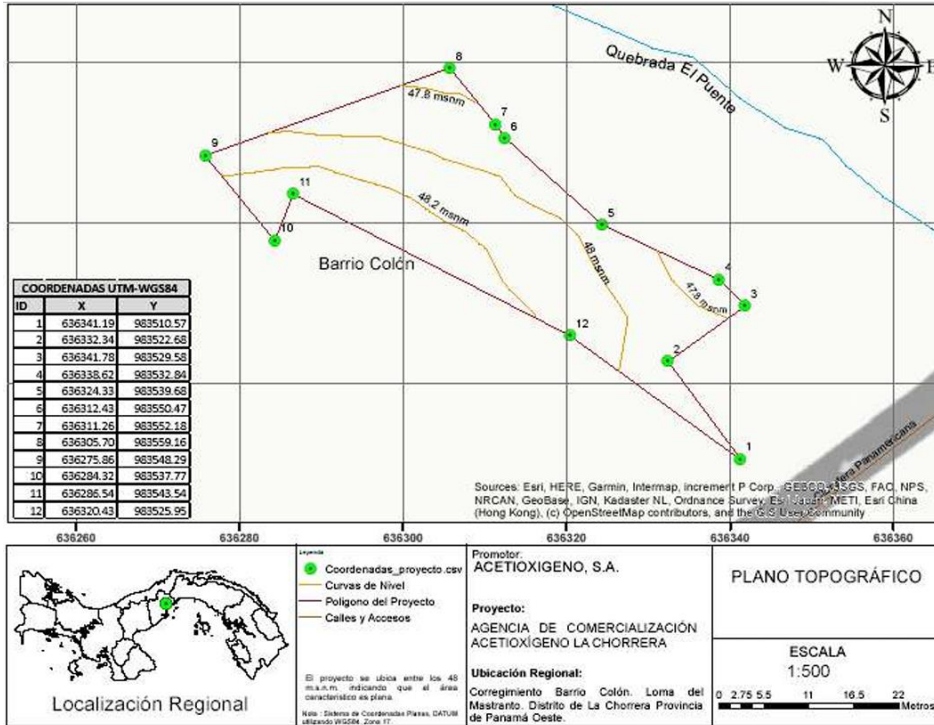 N
W
E
S
Quebrada El Puente
8
47.8 msnm
7
6
9
11
48.2 msnm
10
5
Barrio Colón
48 msnm
4
47.8 msnm
3
12
2
1
Carretera Panamericana
COORDENADAS UTM-WGS84
ID X Y
1 636341.19 983510.57
2 636332.34 983522.68
3 636341.78 983529.58
4 636338.62 983532.84
5 636324.33 983539.68
6 636312.43 983550.47
7 636311.26 983552.18
8 636305.70 983559.16
9 636275.86 983548.29
10 636284.32 983537.77
11 636286.54 983543.54
12 636320.43 983525.95
Sources: Esri, HERE, Garmin, Intermap, increment P Corp., GEBCO, USGS, FAO, NPS,
NRCAN, GeoBase, IGN, Kadaster NL, Ordnance Survey, Esri Japan, METI, Esri China
(Hong Kong), (c) OpenStreetMap contributors, and the GIS User Community
636260 636280 636300 636320 636340 636360
Localización Regional
Leyenda
Coordenadas_proyecto.csv
Curvas de Nivel
Poligono del Proyecto
Calles y Accesos
El proyecto se ubica entre los 48
m.s.n.m. indicando que el área
característico es plana.
Nota : Sistema de Coordenadas Planas, DATUM
utilizando WGS84. Zona 17.
Promotor:
ACETIOXIGENO, S.A.
Proyecto:
AGENCIA DE COMERCIALIZACIÓN
ACETIOXÍGENO LA CHORRERA
Ubicación Regional:
Corregimiento Barrio Colón. Loma del
Mastranto. Distrito de La Chorrera Provincia
de Panamá Oeste.
PLANO TOPOGRÁFICO
ESCALA
1:500
0 2.75 5.5 11 16.5 22
Metros